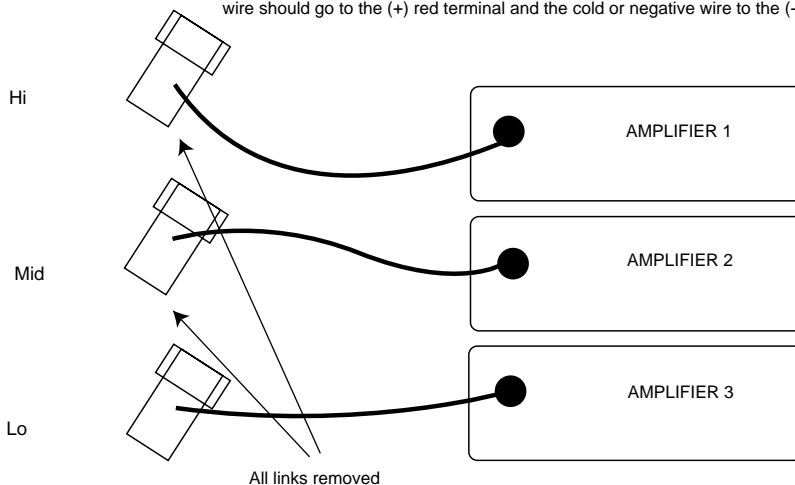 wire should go to the (+) red terminal and the cold or negative wire to the (-
Hi
AMPLIFIER 1
Mid
AMPLIFIER 2
Lo
AMPLIFIER 3
All links removed